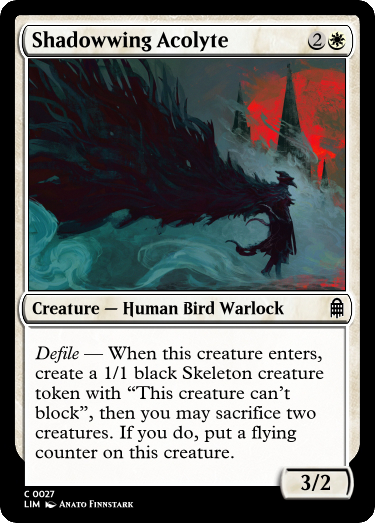 Shadowwing Acolyte 2
Creature — Human Bird Warlock
Defile — When this creature enters,
create a 1/1 black Skeleton creature
token with “This creature can’t
block”, then you may sacrifice two
creatures. If you do, put a flying
counter on this creature.
3/2
C 0027
LIM Anato Finnstark